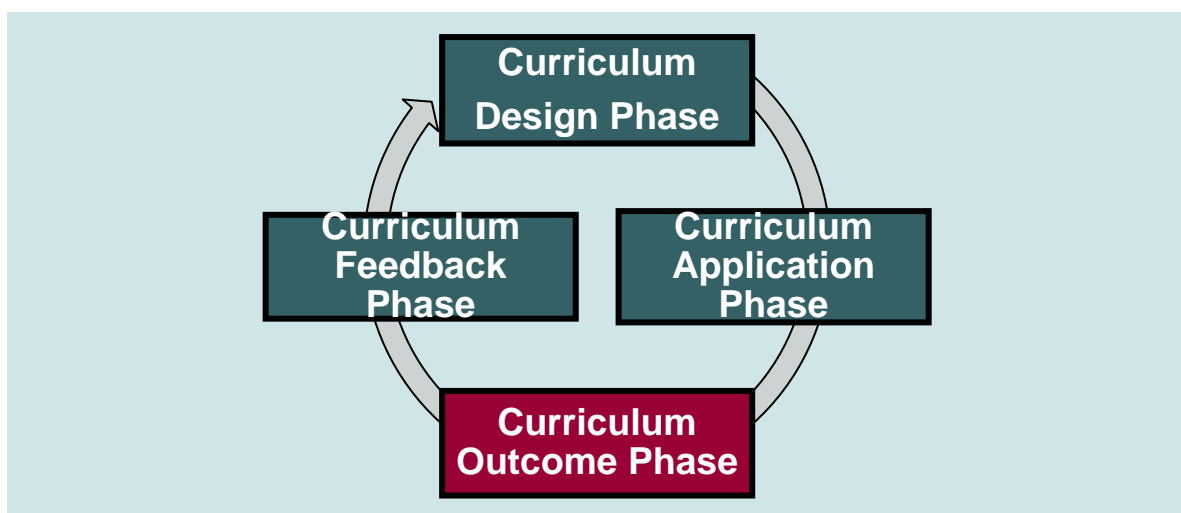 Curriculum
Design Phase
Curriculum
Feedback
Phase
Curriculum
Application
Phase
Curriculum
Outcome Phase